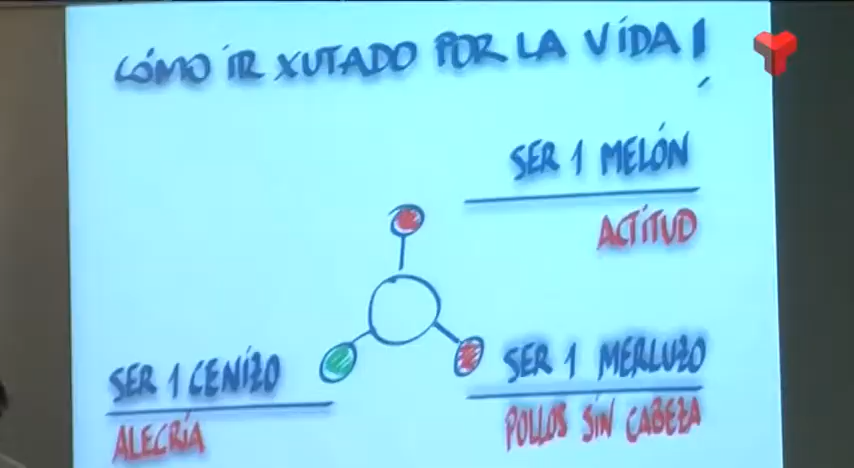 CÓMO IR XUTADO POR LA VIDA!
SER 1 MELÓN
ACTITUD
SER 1 CENIZO
ALEGRÍA
SER 1 MERLUZO
POLLOS SIN CABEZA